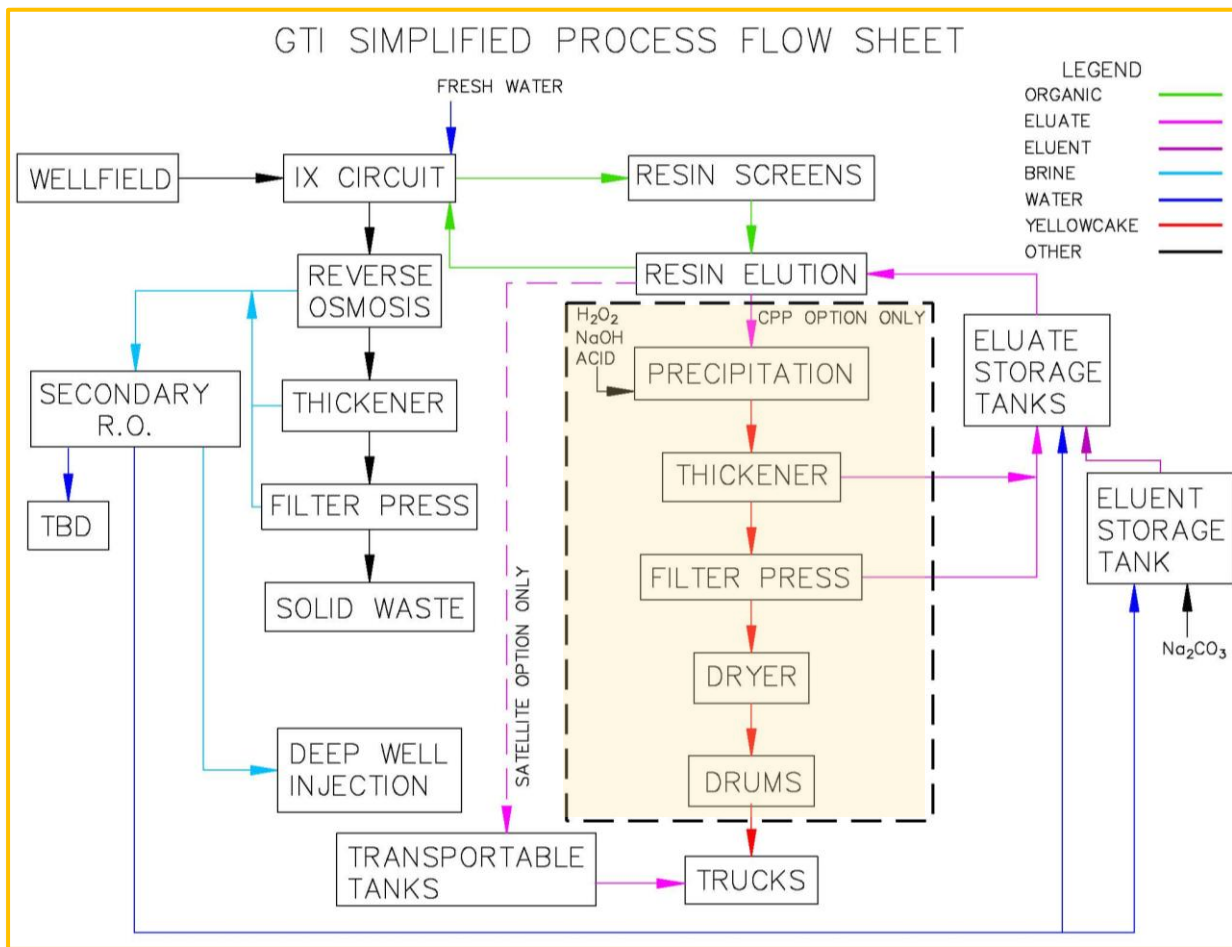 GTI SIMPLIFIED PROCESS FLOW SHEET
LEGEND
ORGANIC
ELUATE
ELUENT
BRINE
WATER
YELLOWCAKE
OTHER
FRESH WATER
WELLFIELD
IX CIRCUIT
RESIN SCREENS
REVERSE
OSMOSIS
RESIN ELUTION
H₂O₂
NaOH
ACID
CPP OPTION ONLY
PRECIPITATION
ELUATE
STORAGE
TANKS
SECONDARY
R.O.
THICKENER
THICKENER
TBD
FILTER PRESS
ELUENT
STORAGE
TANK
FILTER PRESS
SOLID WASTE
Na₂CO₃
DRYER
SATELLITE OPTION ONLY
DEEP WELL
INJECTION
DRUMS
TRANSPORTABLE
TANKS
TRUCKS